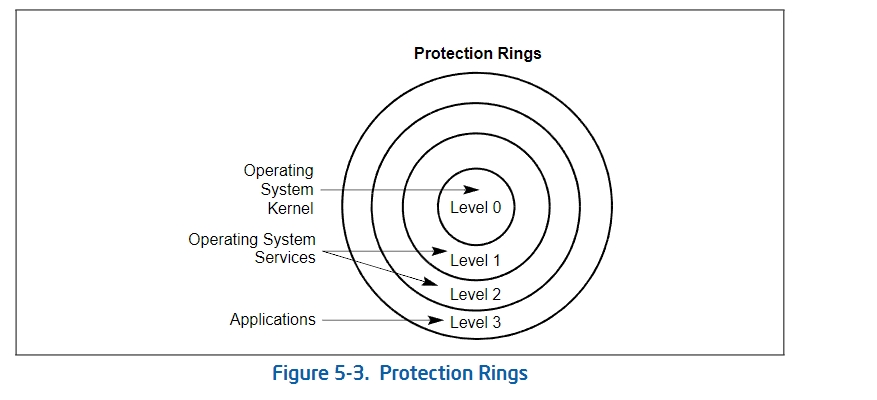 Protection Rings
Operating
System
Kernel
Level 0
Operating System
Services
Level 1
Level 2
Applications
Level 3
Figure 5-3. Protection Rings